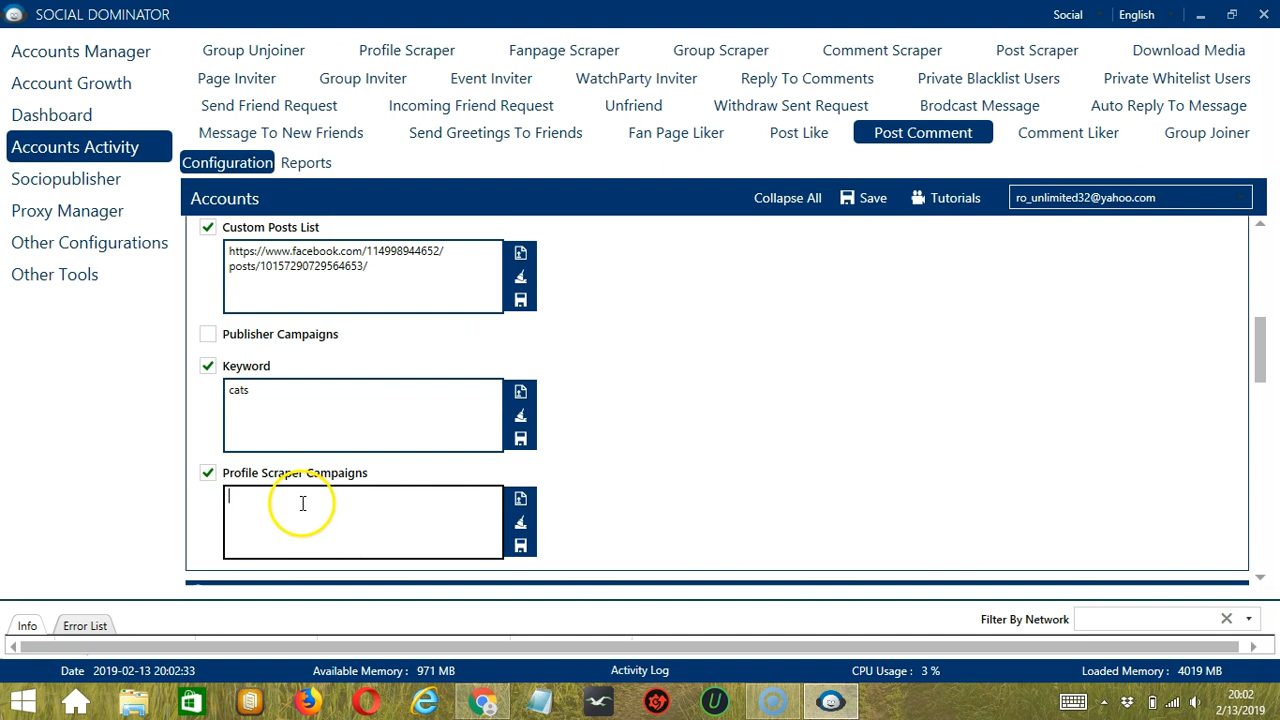 SOCIAL DOMINATOR
Social
English
Accounts Manager
Account Growth
Dashboard
Accounts Activity
Sociopublisher
Proxy Manager
Other Configurations
Other Tools
Group Unjoiner Profile Scraper Fanpage Scraper Group Scraper Comment Scraper Post Scraper Download Media
Page Inviter Group Inviter Event Inviter WatchParty Inviter Reply To Comments Private Blacklist Users Private Whitelist Users
Send Friend Request Incoming Friend Request Unfriend Withdraw Sent Request Brodcast Message Auto Reply To Message
Message To New Friends Send Greetings To Friends Fan Page Liker Post Like Post Comment Comment Liker Group Joiner
Configuration Reports
Accounts Collapse All Save Tutorials ro_unlimited32@yahoo.com
Custom Posts List
https://www.facebook.com/114998944652/
posts/10157290729564653/
Publisher Campaigns
Keyword
cats
Profile Scraper Campaigns
Info Error List Filter By Network
Date 2019-02-13 20:02:33 Available Memory : 971 MB Activity Log CPU Usage : 3 % Loaded Memory : 4019 MB
20:02
2/13/2019